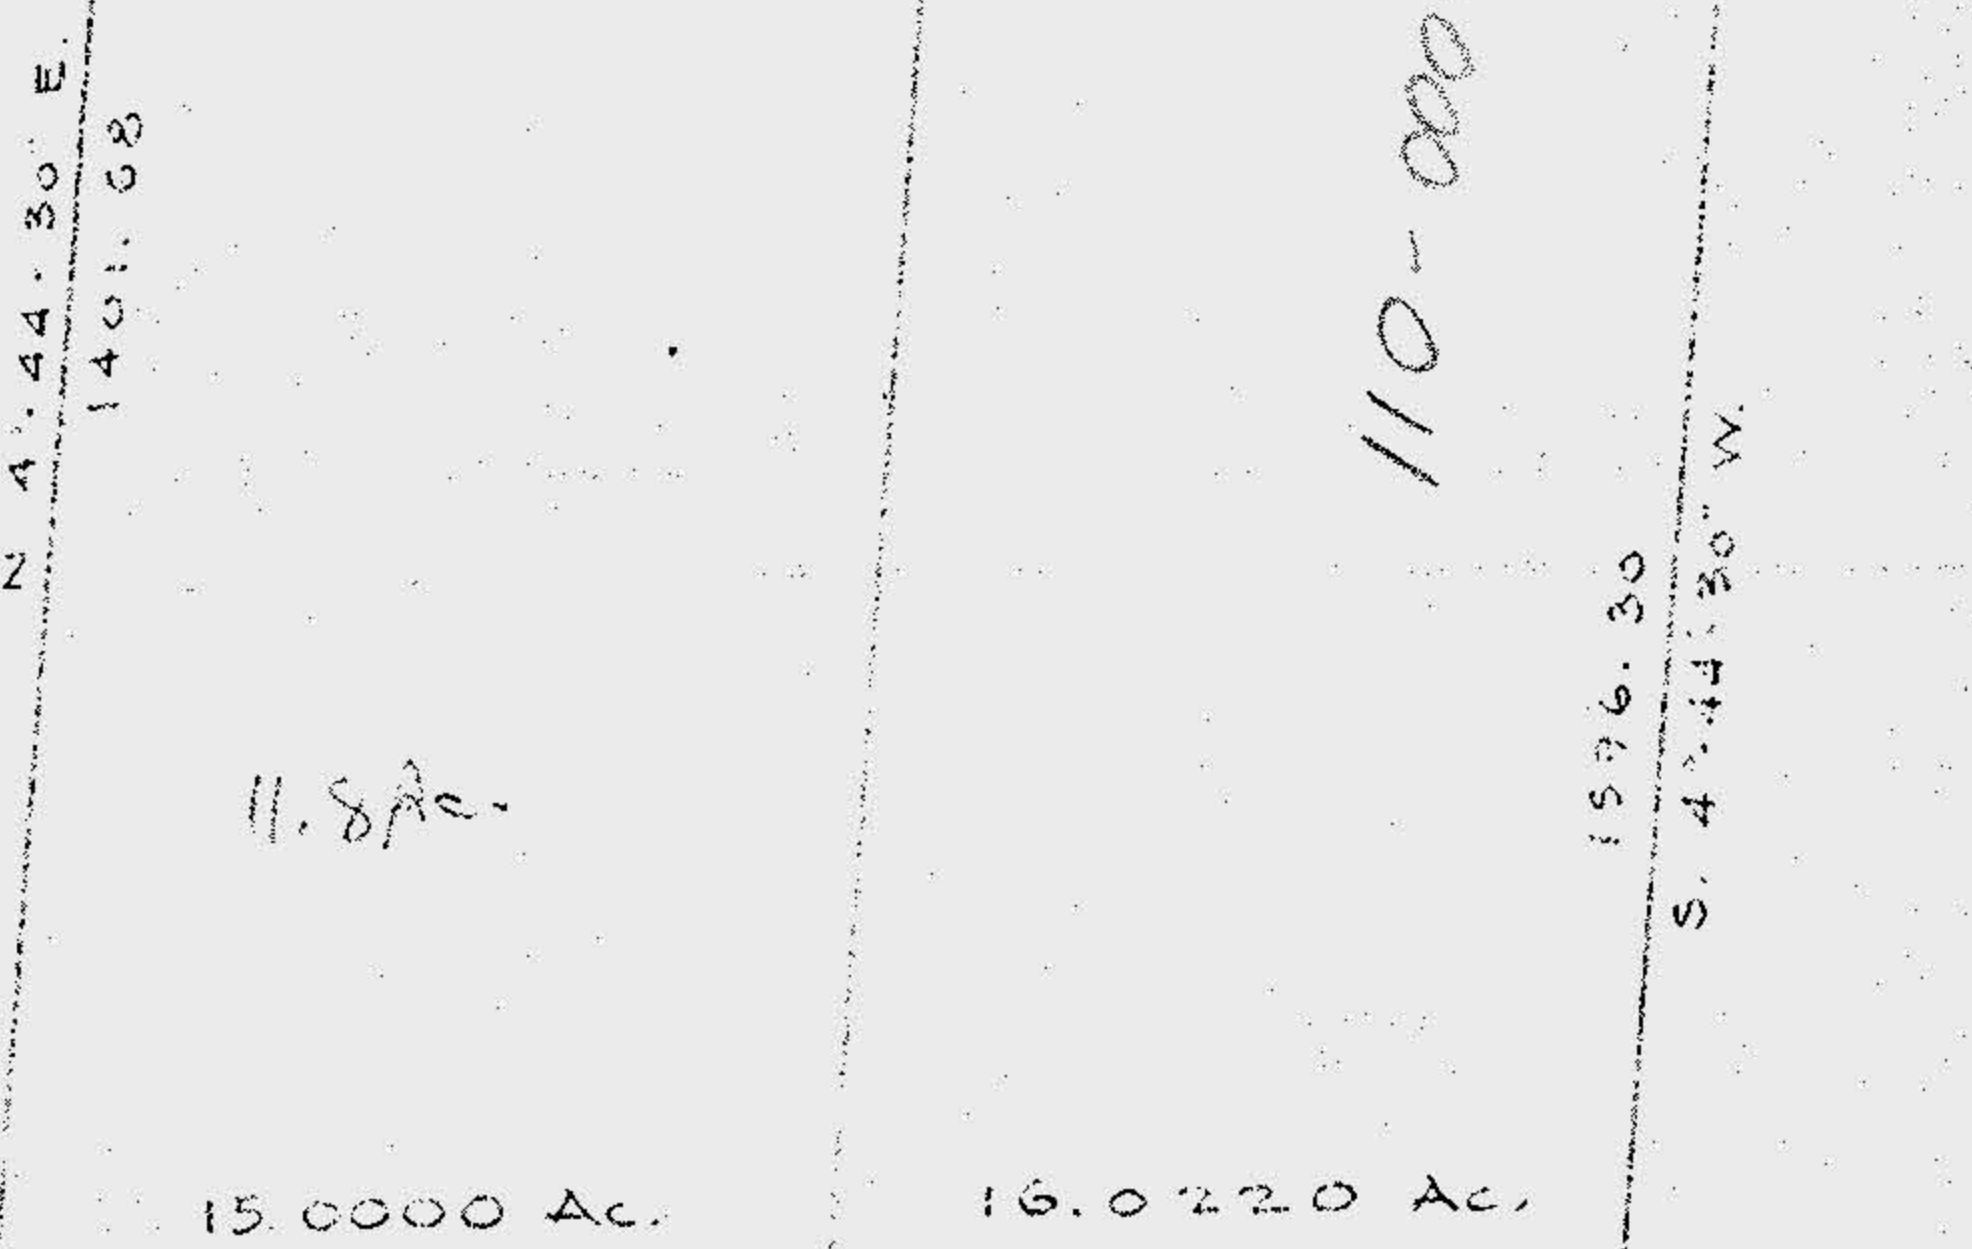 N 4°. 44'. 30" E.
1401.68
110-000
1596.30
S. 4°. 44'. 30" W.
11.8 Ac.
15.0000 Ac.
16.0220 Ac.